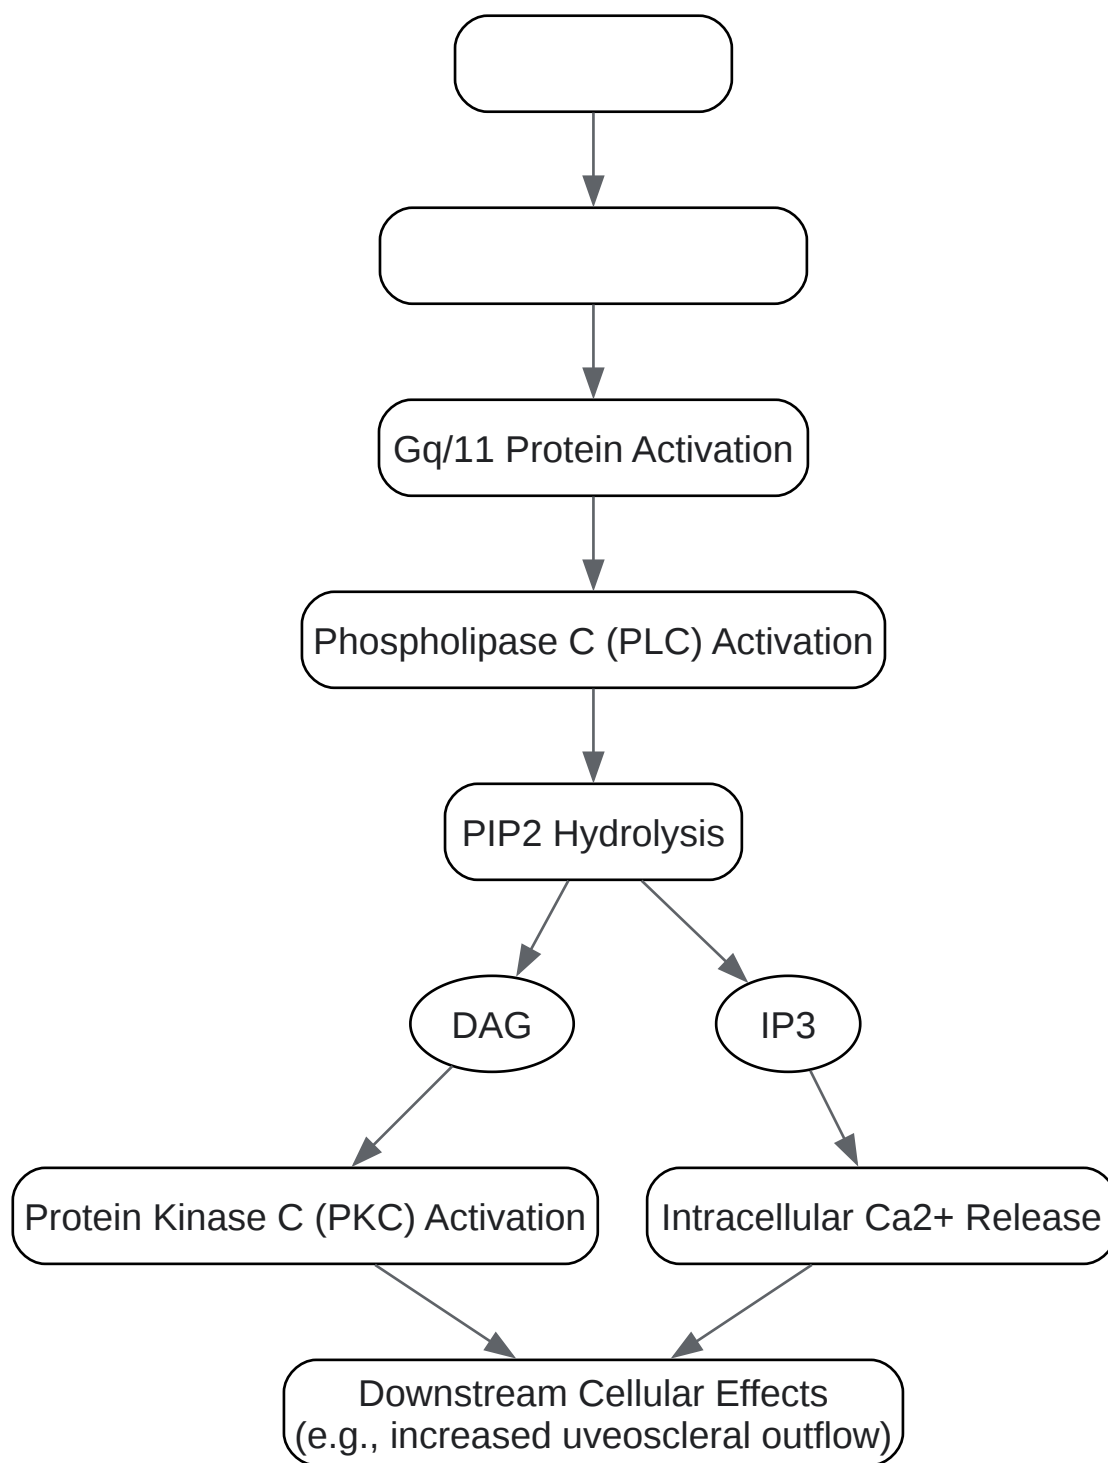 Gq/11 Protein Activation
Phospholipase C (PLC) Activation
PIP2 Hydrolysis
DAG
IP3
Protein Kinase C (PKC) Activation
Intracellular Ca2+ Release
Downstream Cellular Effects
(e.g., increased uveoscleral outflow)